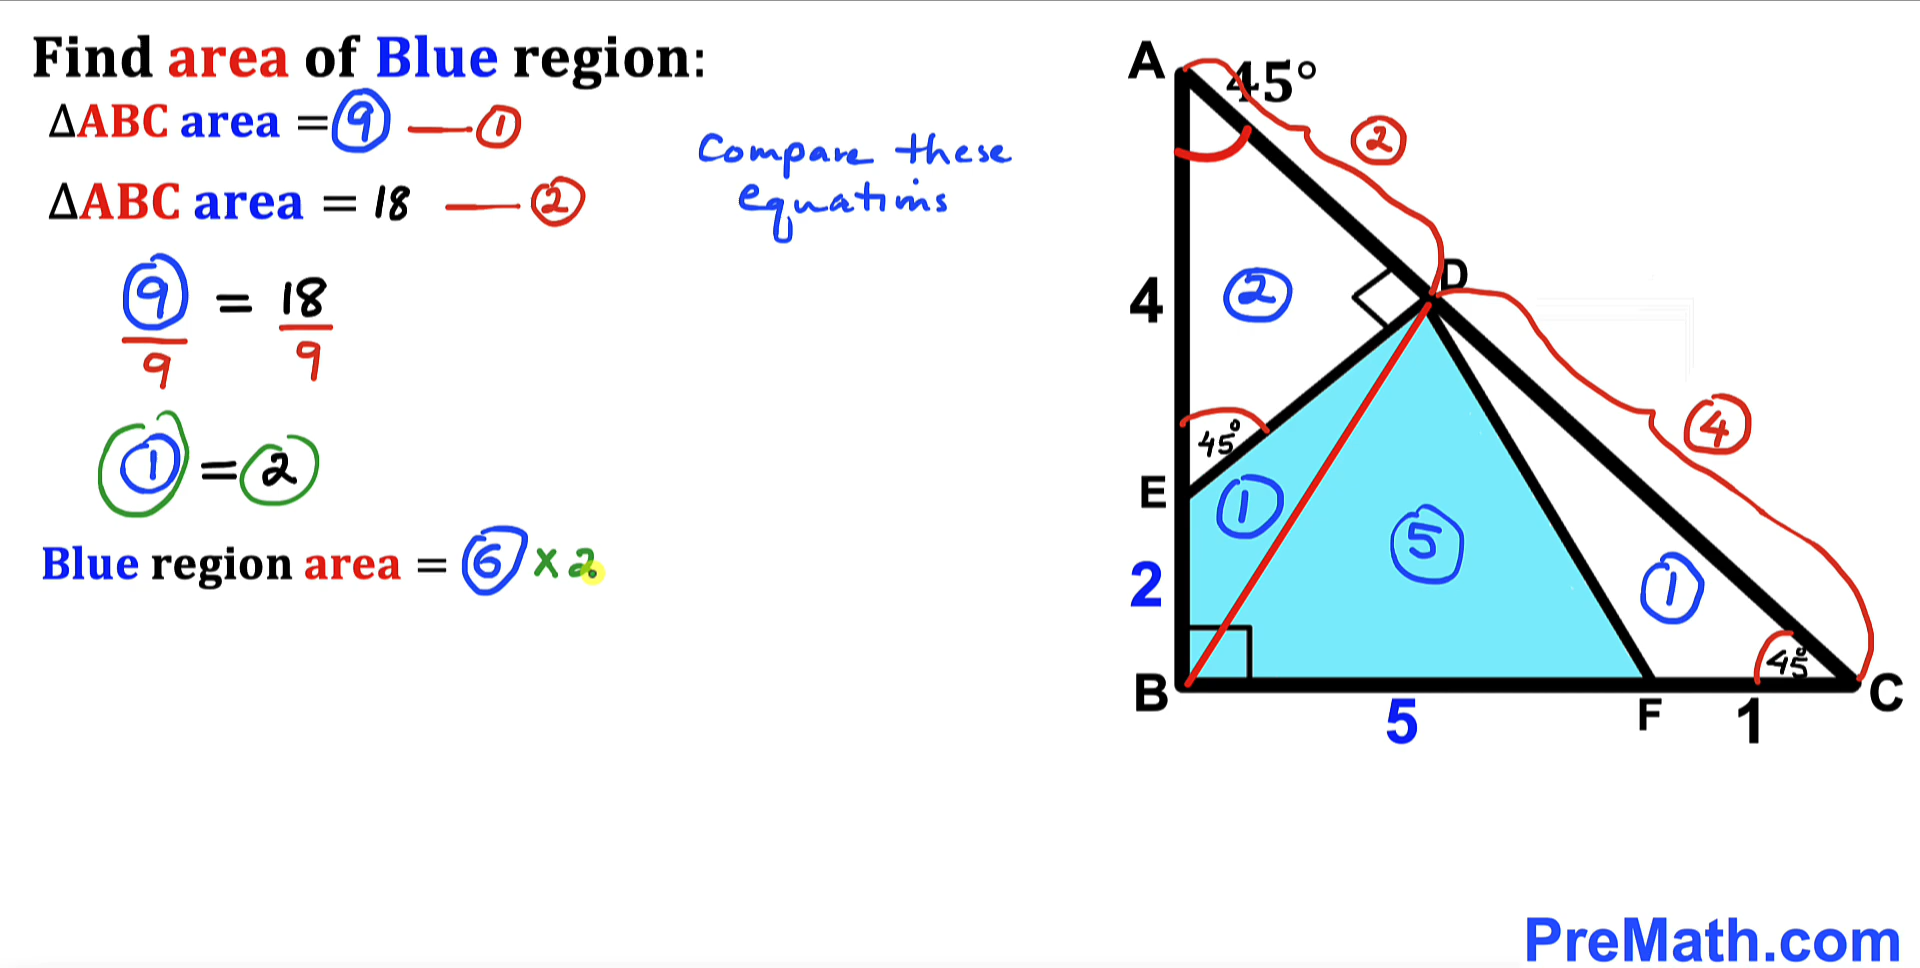 Find area of Blue region:
∆ABC area = 9 — 1
∆ABC area = 18 — 2
Compare these
equations
9 = 18
9 9
1 = 2
Blue region area = 6 × 2
A
45°
2
D
4
2
4
45°
E
1
5
2
1
45°
B
5
F
1
C
PreMath.com